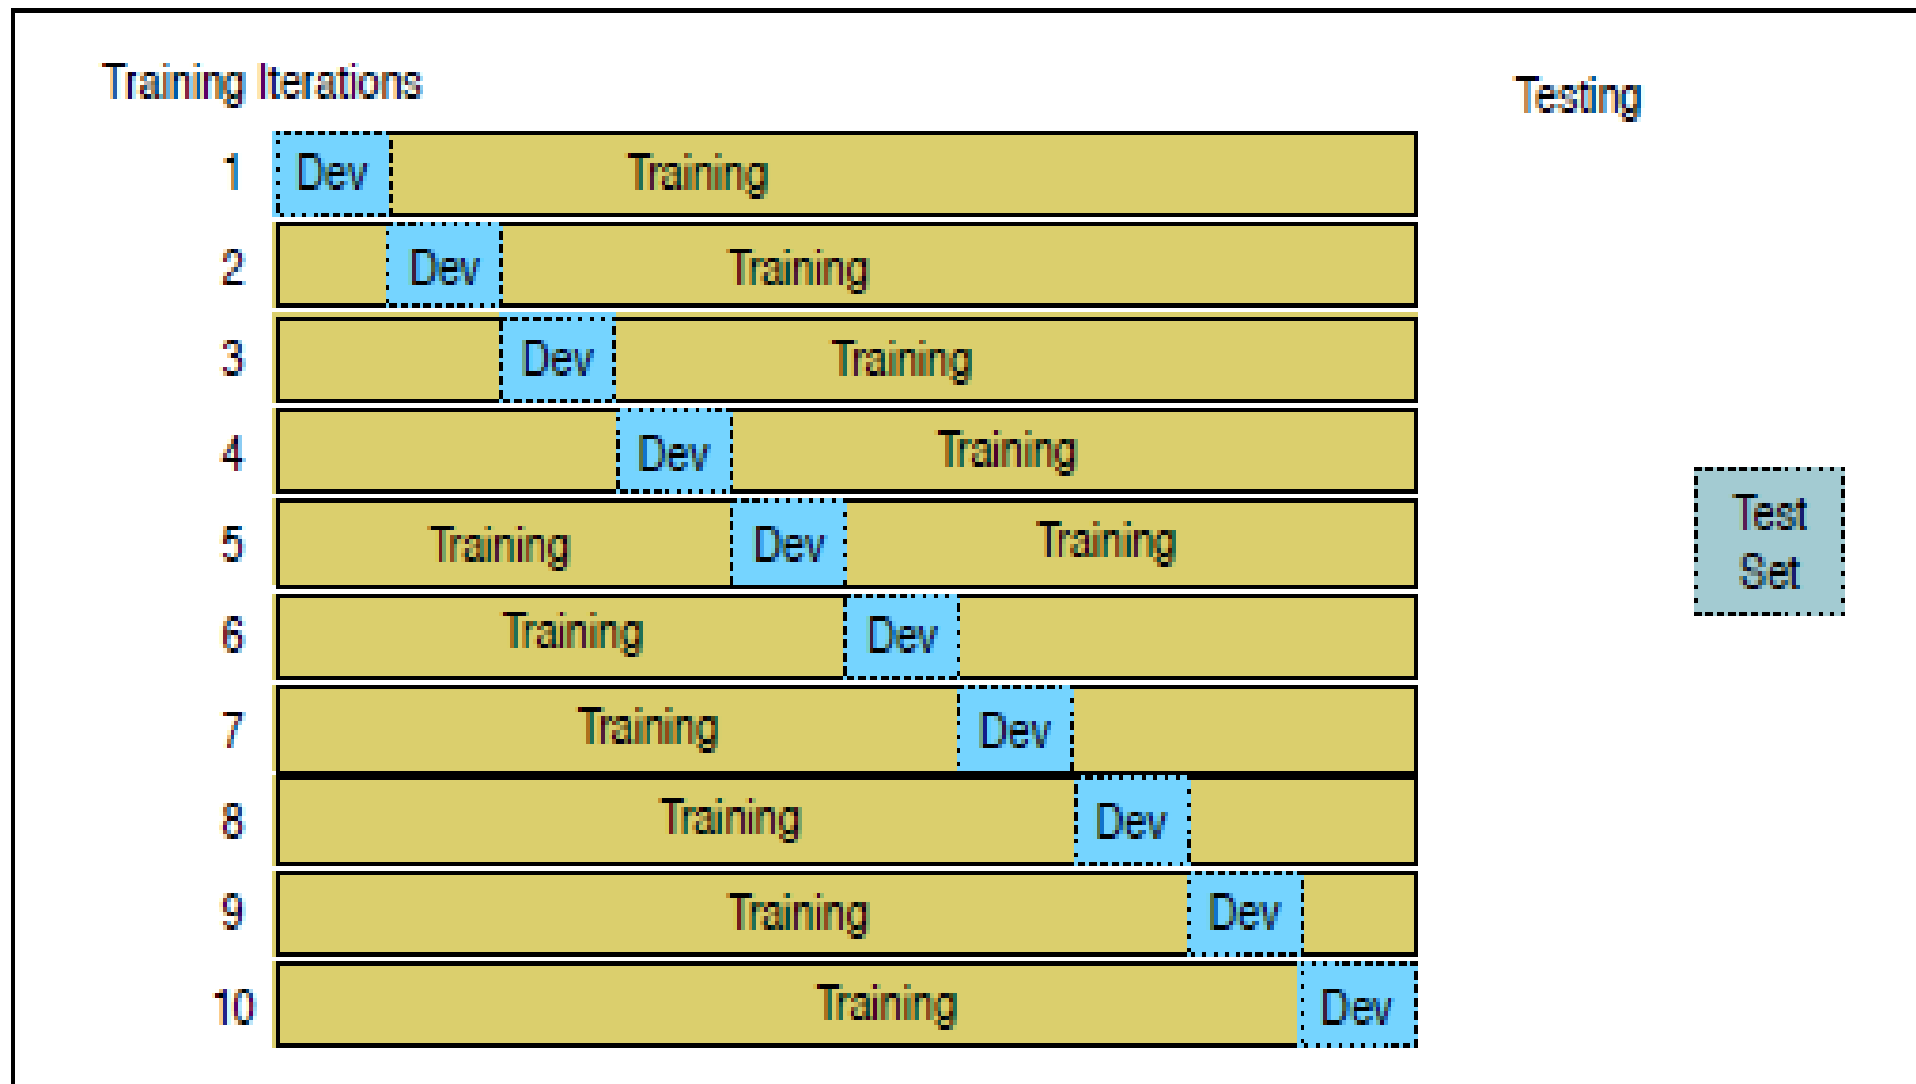 Training Iterations
Testing
1 Dev Training
2 Dev Training
3 Dev Training
4 Dev Training
5 Training Dev Training
6 Training Dev
7 Training Dev
8 Training Dev
9 Training Dev
10 Training Dev
Test
Set